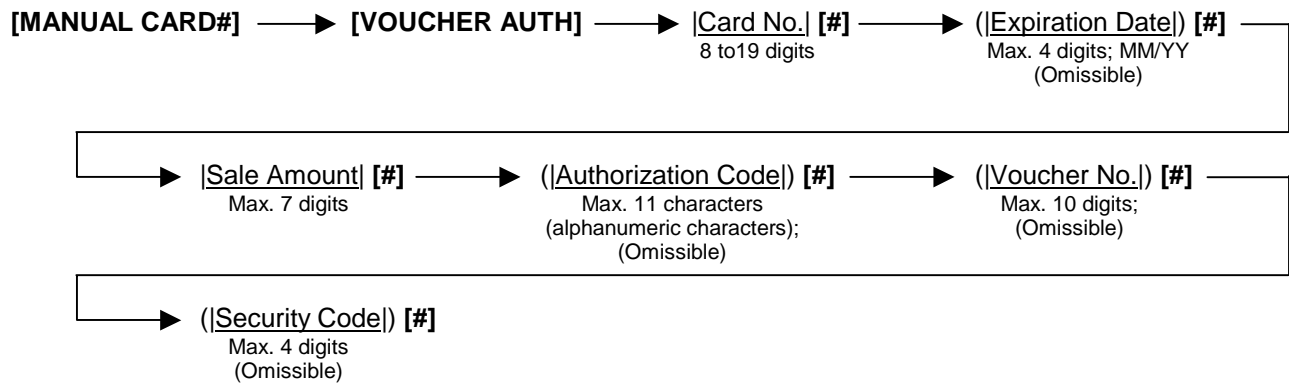 [MANUAL CARD#] [VOUCHER AUTH] |Card No.| [#] (|Expiration Date|) [#]
8 to19 digits Max. 4 digits; MM/YY
(Omissible)
|Sale Amount| [#] (|Authorization Code|) [#] (|Voucher No.|) [#]
Max. 7 digits Max. 11 characters Max. 10 digits;
(alphanumeric characters); (Omissible)
(Omissible)
(|Security Code|) [#]
Max. 4 digits
(Omissible)